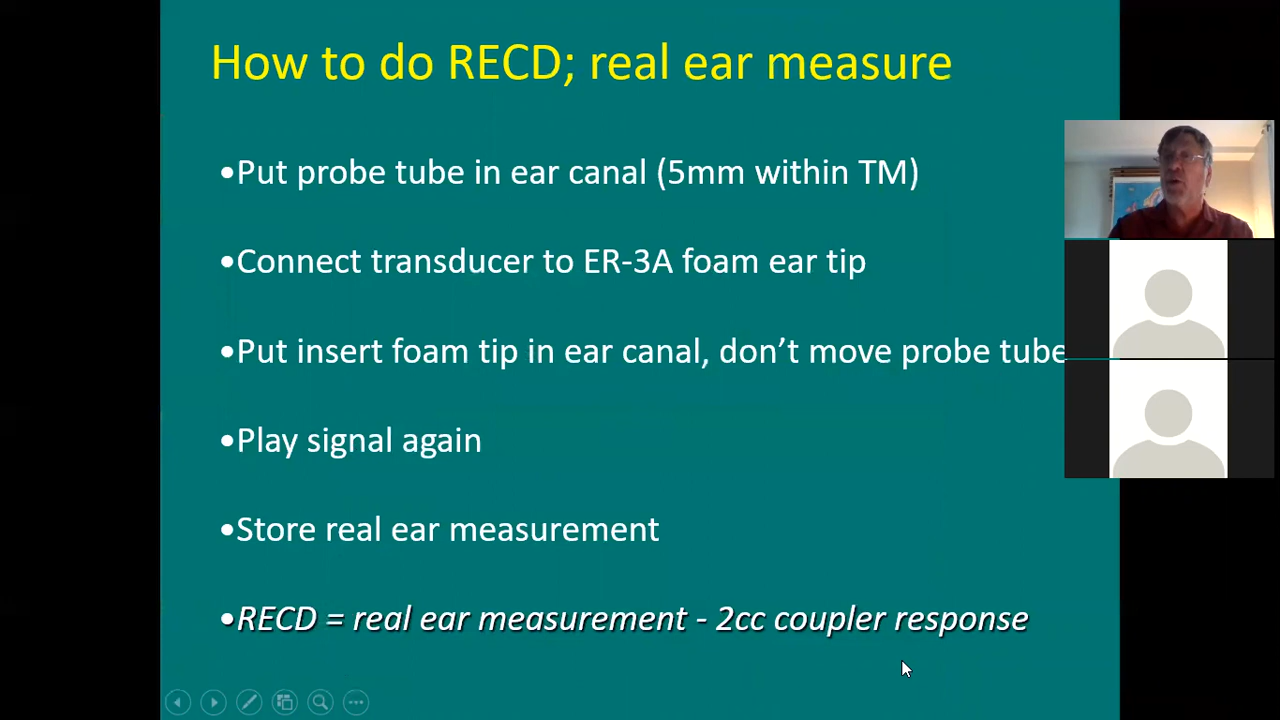 How to do RECD; real ear measure
•Put probe tube in ear canal (5mm within TM)
•Connect transducer to ER-3A foam ear tip
•Put insert foam tip in ear canal, don’t move probe tube
•Play signal again
•Store real ear measurement
•RECD = real ear measurement - 2cc coupler response